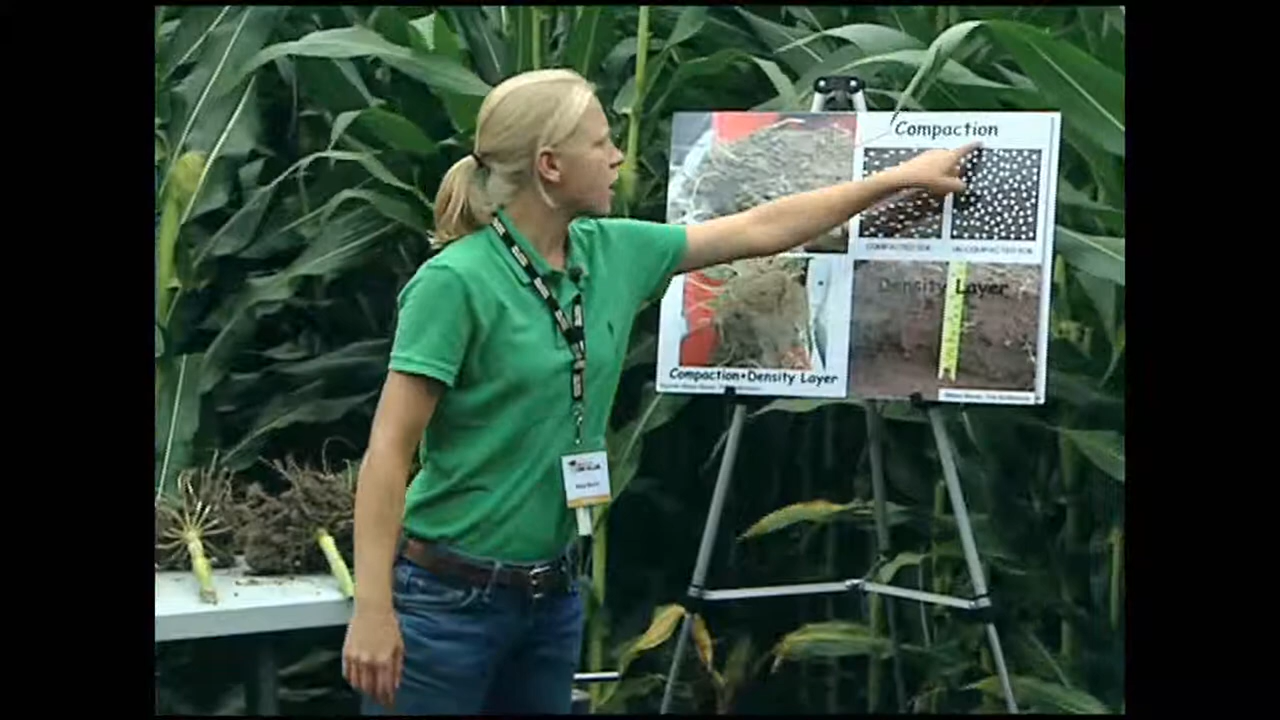 Compaction
COMPACTED SOIL
UN-COMPACTED SOIL
Density Layer
Compaction+Density Layer